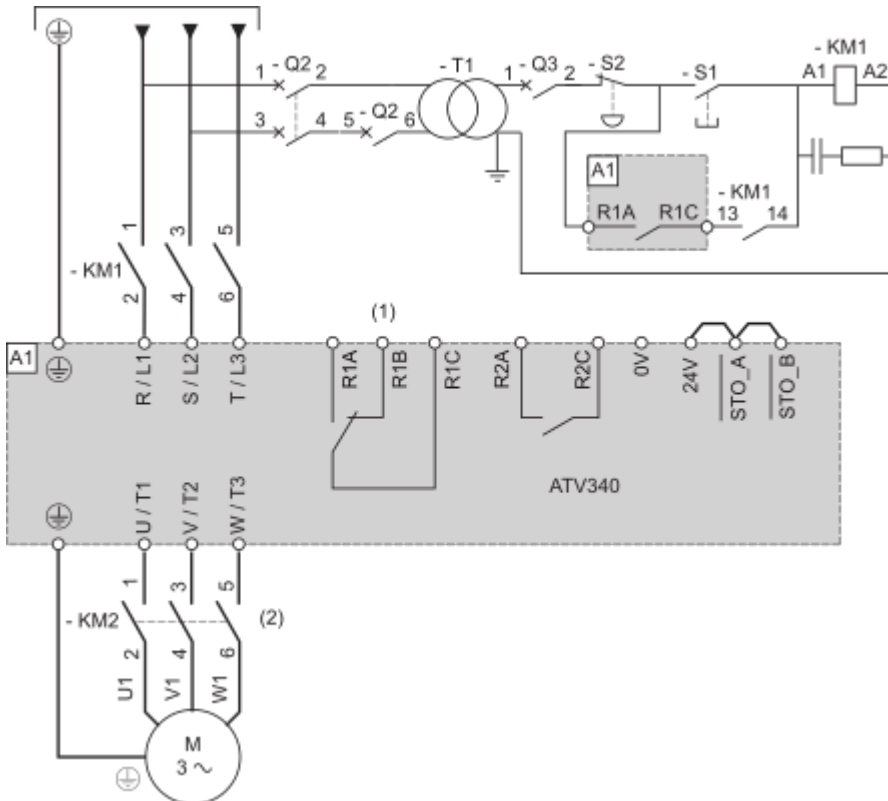 1 - Q2 2
- T1
1 - Q3 2
- S2
- S1
- KM1
A1 A2
3 4 5 - Q2 6
A1
R1A R1C
- KM1
13 14
1 3 5
- KM1
2 4 6
(1)
A1
R / L1
S / L2
T / L3
R1A
R1B
R1C
R2A
R2C
0V
24V
STO_A
STO_B
ATV340
U / T1
V / T2
W / T3
1 3 5
- KM2
(2)
2 4 6
U1
V1
W1
M
3 ~